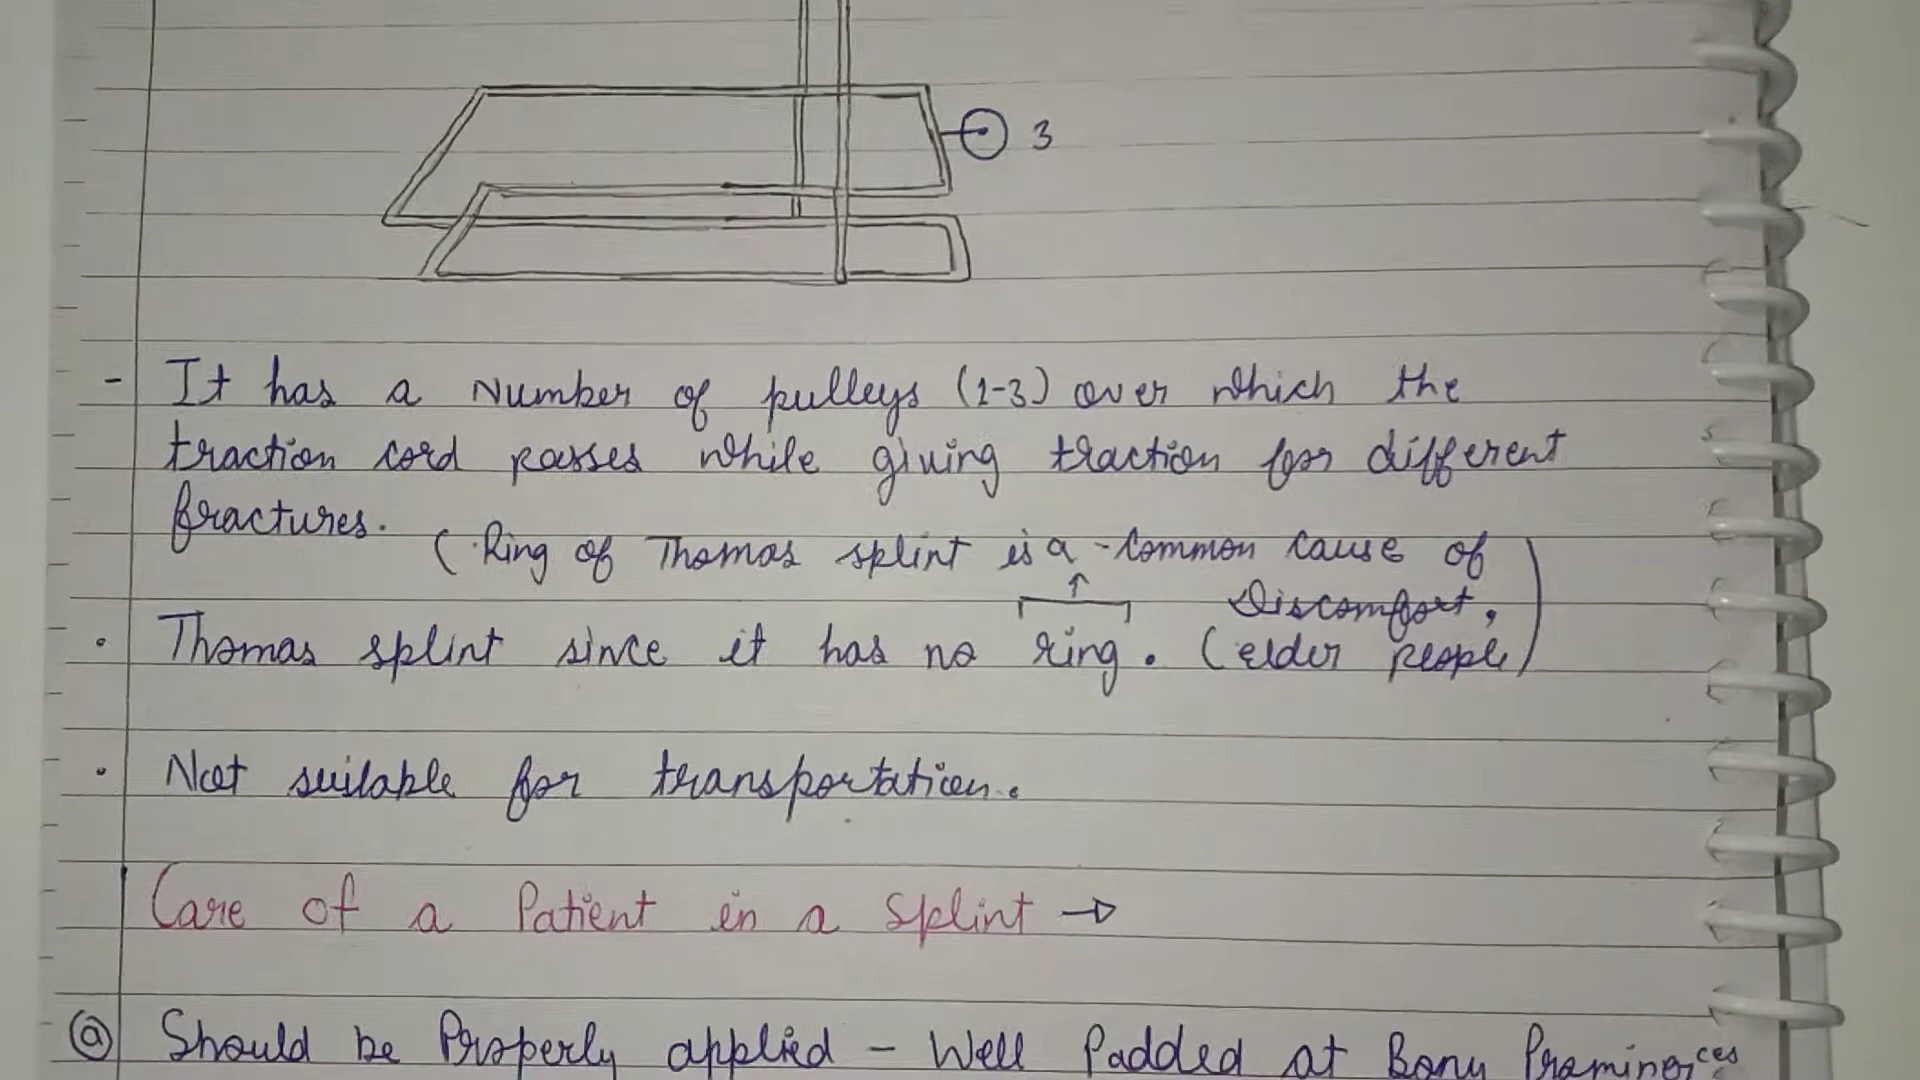 3
- It has a Number of pulleys (1-3) over which the
traction cord passes while giving traction for different
fractures.
( Ring of Thomas splint is a -Common cause of
Discomfort,
• Thomas splint since it has no ring. (elder people)
• Not suilable for transportation.
Care of a Patient in a Splint →
ⓐ Should be Properly applied - Well Padded at Bony Prominences